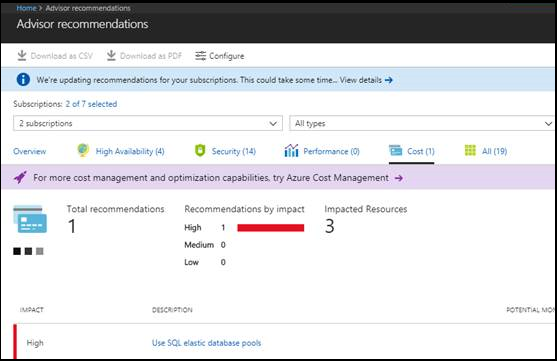 Home > Advisor recommendations
Advisor recommendations
Download as CSV Download as PDF Configure
We're updating recommendations for your subscriptions. This could take some time... View details →
Subscriptions: 2 of 7 selected
2 subscriptions All types
Overview High Availability (4) Security (14) Performance (0) Cost (1) All (19)
For more cost management and optimization capabilities, try Azure Cost Management →
Total recommendations Recommendations by impact Impacted Resources
1 High 1 3
Medium 0
Low 0
IMPACT DESCRIPTION POTENTIAL MON
High Use SQL elastic database pools